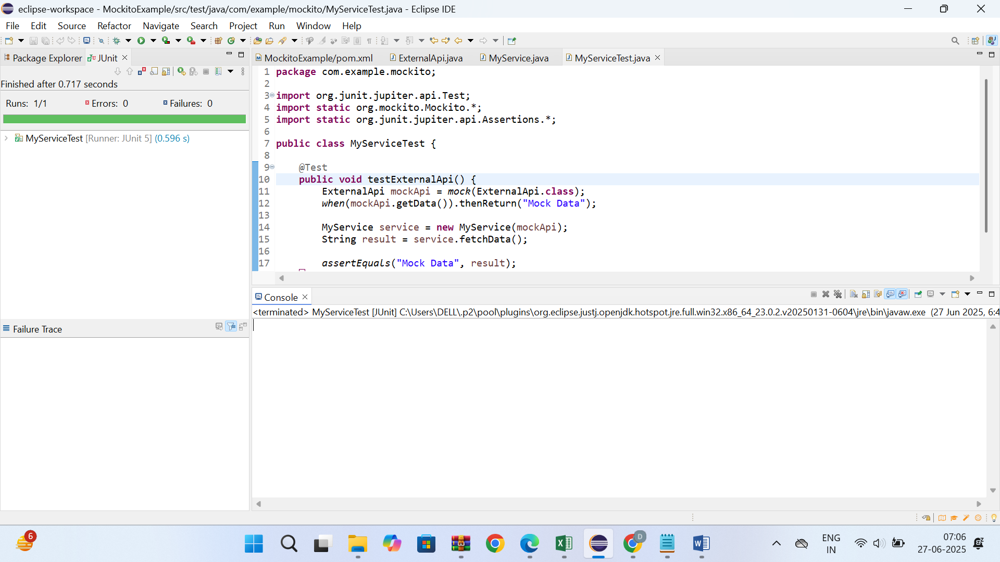 eclipse-workspace - MockitoExample/src/test/java/com/example/mockito/MyServiceTest.java - Eclipse IDE
File Edit Source Refactor Navigate Search Project Run Window Help
Package Explorer JUnit
Finished after 0.717 seconds
Runs: 1/1 Errors: 0 Failures: 0
MyServiceTest [Runner: JUnit 5] (0.596 s)
Failure Trace
MockitoExample/pom.xml ExternalApi.java MyService.java MyServiceTest.java
1 package com.example.mockito;
2
3 import org.junit.jupiter.api.Test;
4 import static org.mockito.Mockito.*;
5 import static org.junit.jupiter.api.Assertions.*;
6
7 public class MyServiceTest {
8
9 @Test
10 public void testExternalApi() {
11 ExternalApi mockApi = mock(ExternalApi.class);
12 when(mockApi.getData()).thenReturn("Mock Data");
13
14 MyService service = new MyService(mockApi);
15 String result = service.fetchData();
16
17 assertEquals("Mock Data", result);
Console
<terminated> MyServiceTest [JUnit] C:\Users\DELL\.p2\pool\plugins\org.eclipse.justj.openjdk.hotspot.jre.full.win32.x86_64_23.0.2.v20250131-0604\jre\bin\javaw.exe (27 Jun 2025, 6:4
6
D
ENG
IN
07:06
27-06-2025